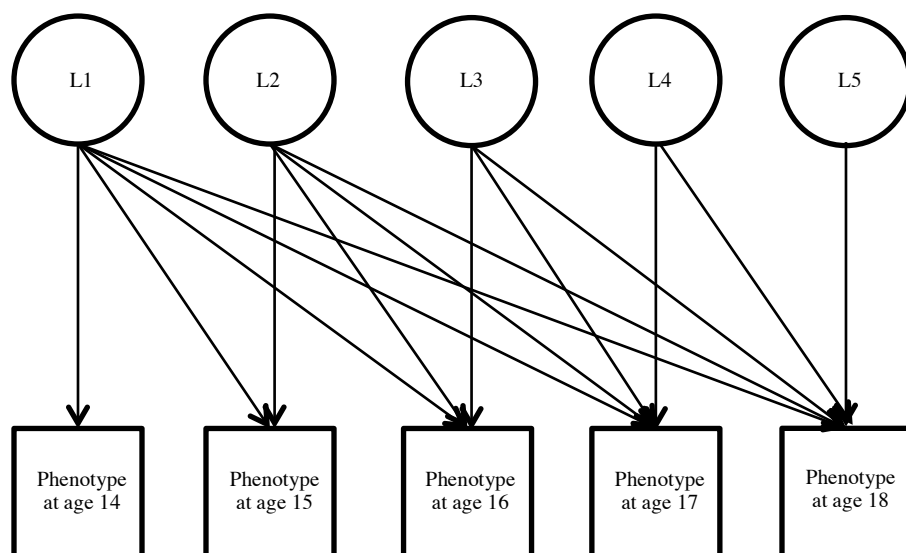 L1
L2
L3
L4
L5
Phenotype
at age 14
Phenotype
at age 15
Phenotype
at age 16
Phenotype
at age 17
Phenotype
at age 18